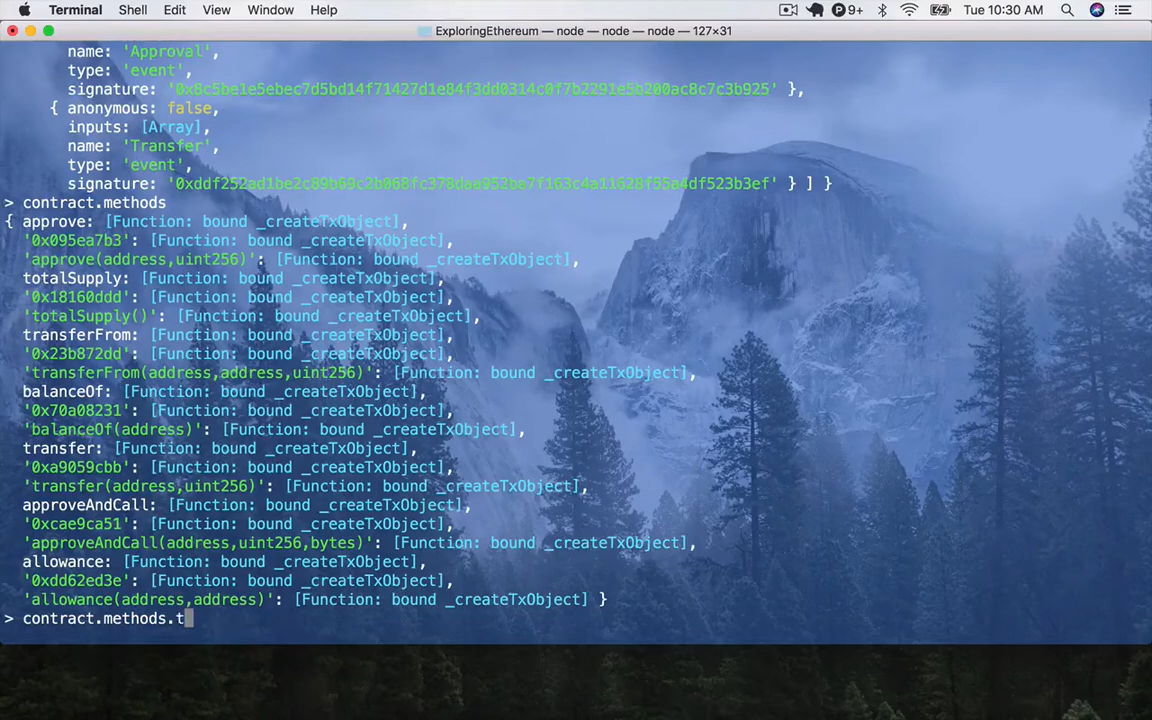 Terminal Shell Edit View Window Help 9+ Tue 10:30 AM
ExploringEthereum — node — node — node — 127×31
name: 'Approval',
type: 'event',
signature: '0x8c5be1e5ebec7d5bd14f71427d1e84f3dd0314c0f7b2291e5b200ac8c7c3b925' },
{ anonymous: false,
inputs: [Array],
name: 'Transfer',
type: 'event',
signature: '0xddf252ad1be2c89b69c2b068fc378daa952ba7f163c4a11628f55a4df523b3ef' } ] }
> contract.methods
{ approve: [Function: bound _createTxObject],
'0x095ea7b3': [Function: bound _createTxObject],
'approve(address,uint256)': [Function: bound _createTxObject],
totalSupply: [Function: bound _createTxObject],
'0x18160ddd': [Function: bound _createTxObject],
'totalSupply()': [Function: bound _createTxObject],
transferFrom: [Function: bound _createTxObject],
'0x23b872dd': [Function: bound _createTxObject],
'transferFrom(address,address,uint256)': [Function: bound _createTxObject],
balanceOf: [Function: bound _createTxObject],
'0x70a08231': [Function: bound _createTxObject],
'balanceOf(address)': [Function: bound _createTxObject],
transfer: [Function: bound _createTxObject],
'0xa9059cbb': [Function: bound _createTxObject],
'transfer(address,uint256)': [Function: bound _createTxObject],
approveAndCall: [Function: bound _createTxObject],
'0xcae9ca51': [Function: bound _createTxObject],
'approveAndCall(address,uint256,bytes)': [Function: bound _createTxObject],
allowance: [Function: bound _createTxObject],
'0xdd62ed3e': [Function: bound _createTxObject],
'allowance(address,address)': [Function: bound _createTxObject] }
> contract.methods.t